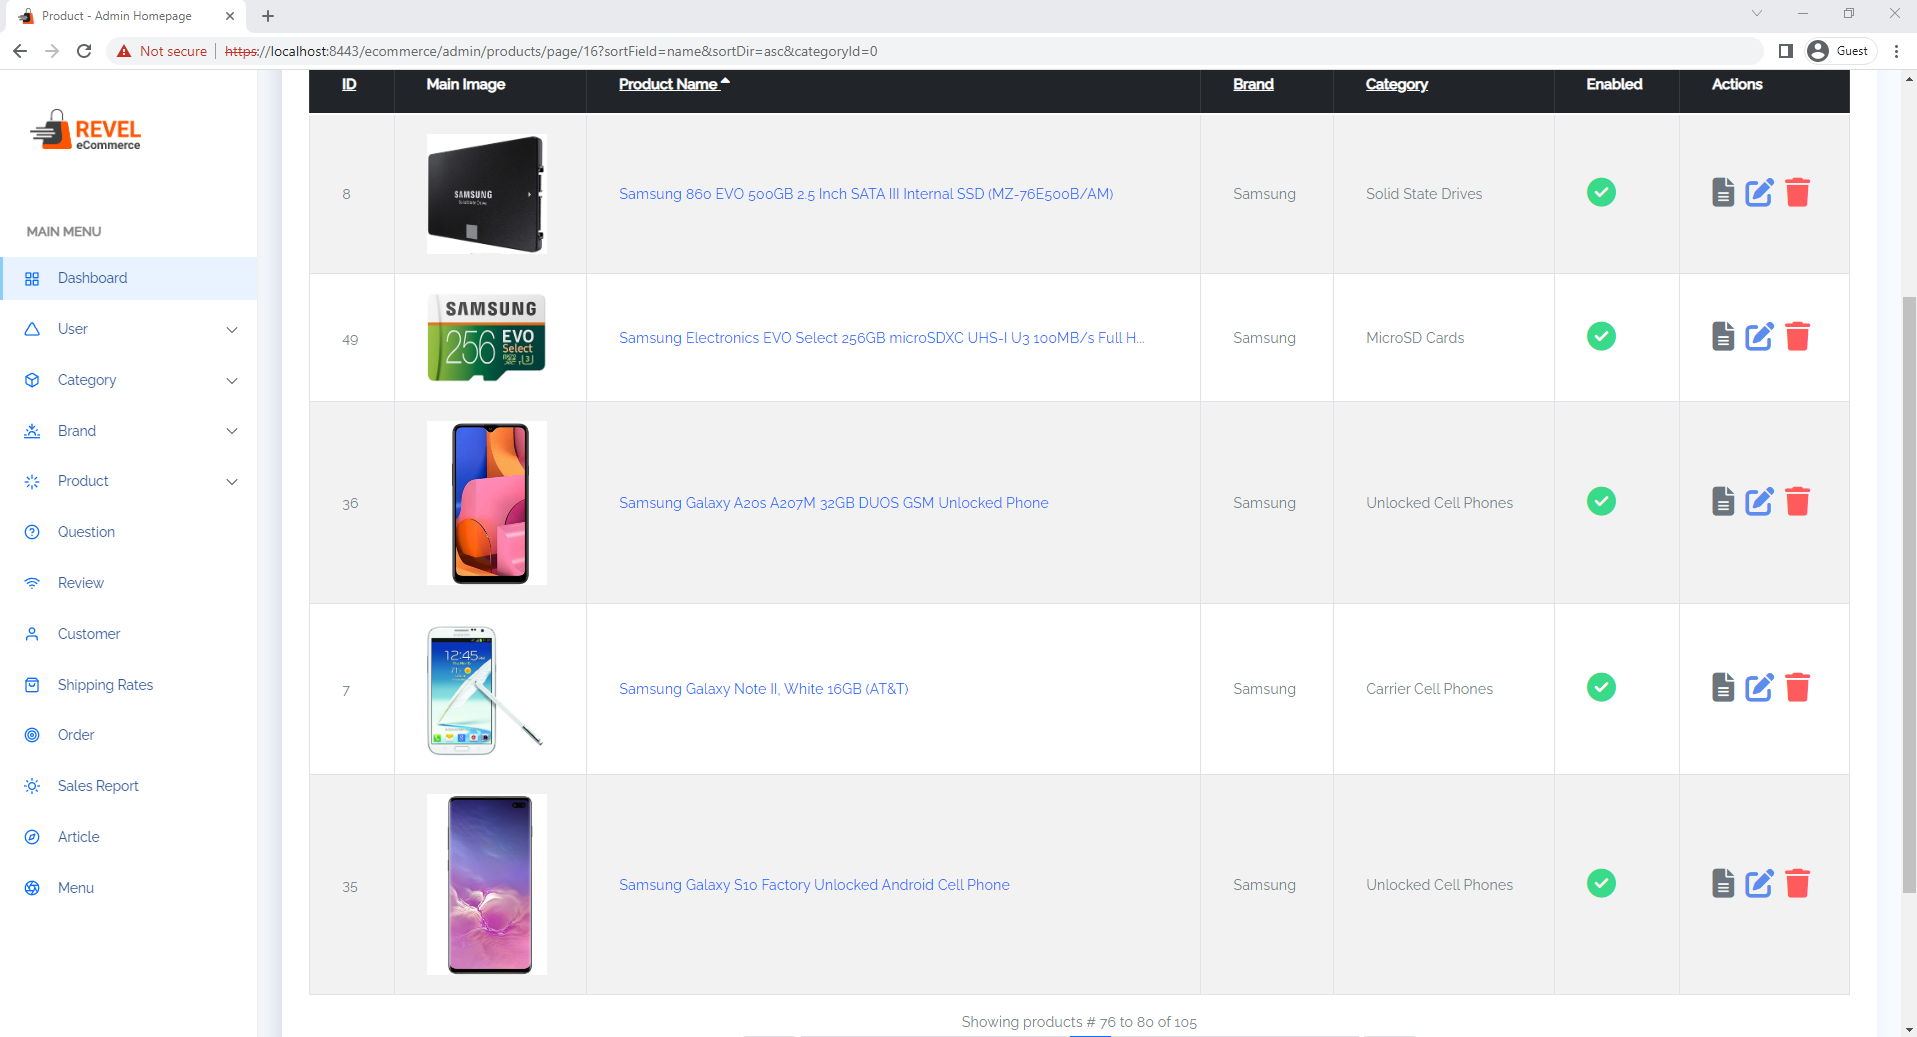 Product - Admin Homepage
Not secure
https://localhost:8443/ecommerce/admin/products/page/16?sortField=name&sortDir=asc&categoryId=0
Guest
REVEL
eCommerce
MAIN MENU
Dashboard
User
Category
Brand
Product
Question
Review
Customer
Shipping Rates
Order
Sales Report
Article
Menu
ID Main Image Product Name Brand Category Enabled Actions
SAMSUNG
8 Samsung 860 EVO 500GB 2.5 Inch SATA III Internal SSD (MZ-76E500B/AM) Samsung Solid State Drives
SAMSUNG
256 EVO
Select
49 Samsung Electronics EVO Select 256GB microSDXC UHS-I U3 100MB/s Full H... Samsung MicroSD Cards
36 Samsung Galaxy A20s A207M 32GB DUOS GSM Unlocked Phone Samsung Unlocked Cell Phones
12:45
7 Samsung Galaxy Note II, White 16GB (AT&T) Samsung Carrier Cell Phones
35 Samsung Galaxy S10 Factory Unlocked Android Cell Phone Samsung Unlocked Cell Phones
Showing products # 76 to 80 of 105